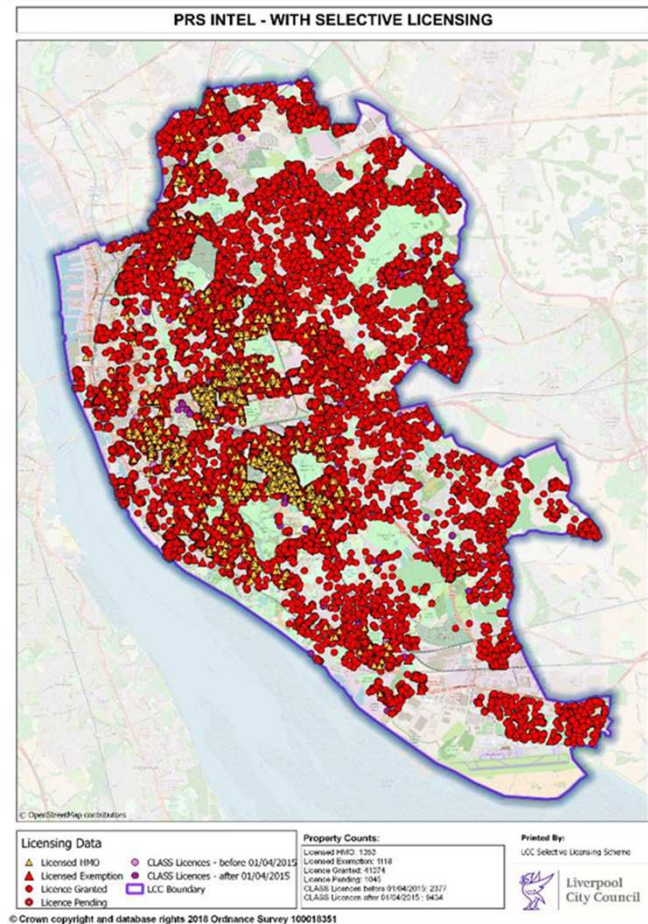 PRS INTEL - WITH SELECTIVE LICENSING
© OpenStreetMap contributors
Licensing Data
Licensed HMO
Licensed Exemption
Licence Granted
Licence Pending
CLASS Licences - before 01/04/2015
CLASS Licences - after 01/04/2015
LCC Boundary
Property Counts:
Licensed HMO: 1353
Licensed Exemption: 1118
Licence Granted: 41074
Licence Pending: 1045
CLASS Licences before 01/04/2015: 2377
CLASS Licences after 01/04/2015 : 5434
Printed By:
LCC Selective Licensing Scheme
Liverpool
City Council
© Crown copyright and database rights 2018 Ordnance Survey 100018351